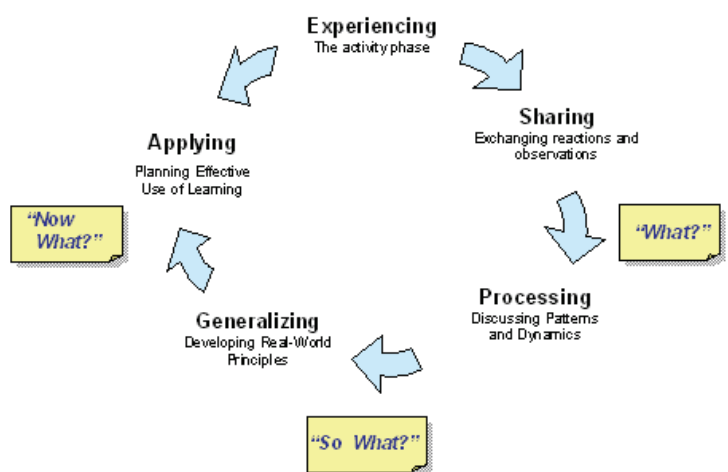 Experiencing
The activity phase
Sharing
Exchanging reactions and
observations
"What?"
Processing
Discussing Patterns
and Dynamics
"So What?"
Generalizing
Developing Real-World
Principles
"Now
What?"
Applying
Planning Effective
Use of Learning